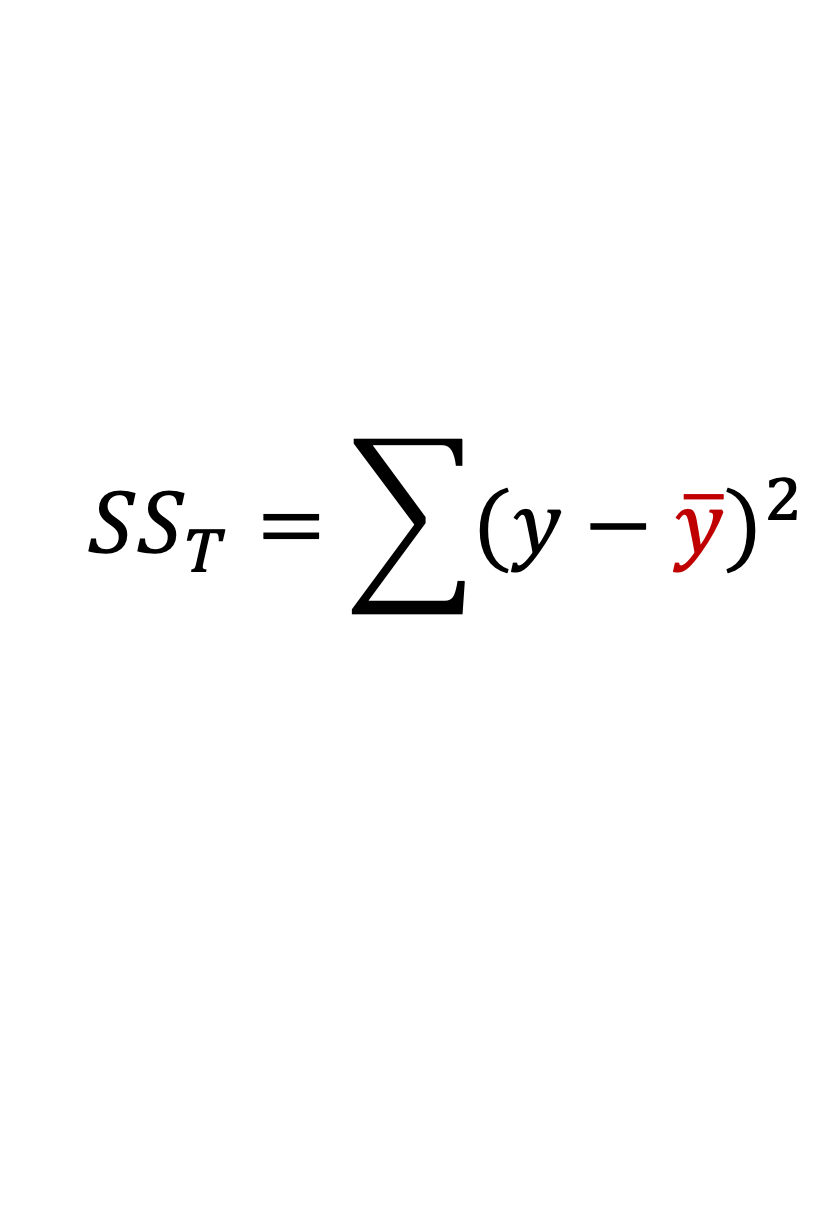 SS_T = ∑(y − ȳ)²